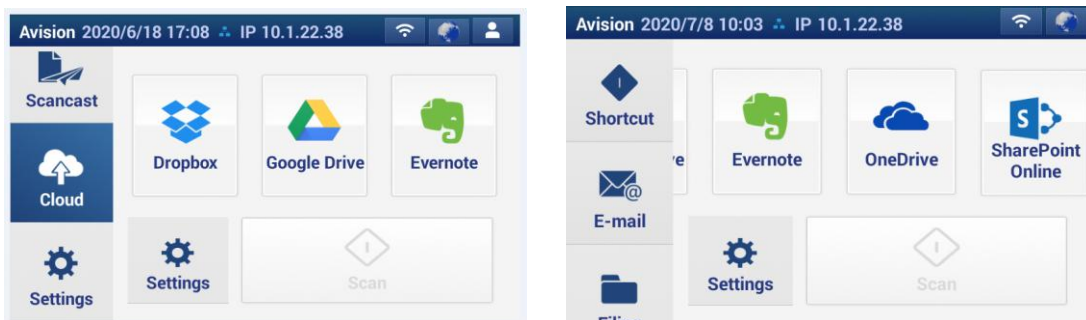 Avision 2020/6/18 17:08 IP 10.1.22.38
Scancast
Cloud
Settings
Dropbox
Google Drive
Evernote
Settings
Scan
Avision 2020/7/8 10:03 IP 10.1.22.38
Shortcut
E-mail
Evernote
OneDrive
SharePoint
Online
Settings
Scan